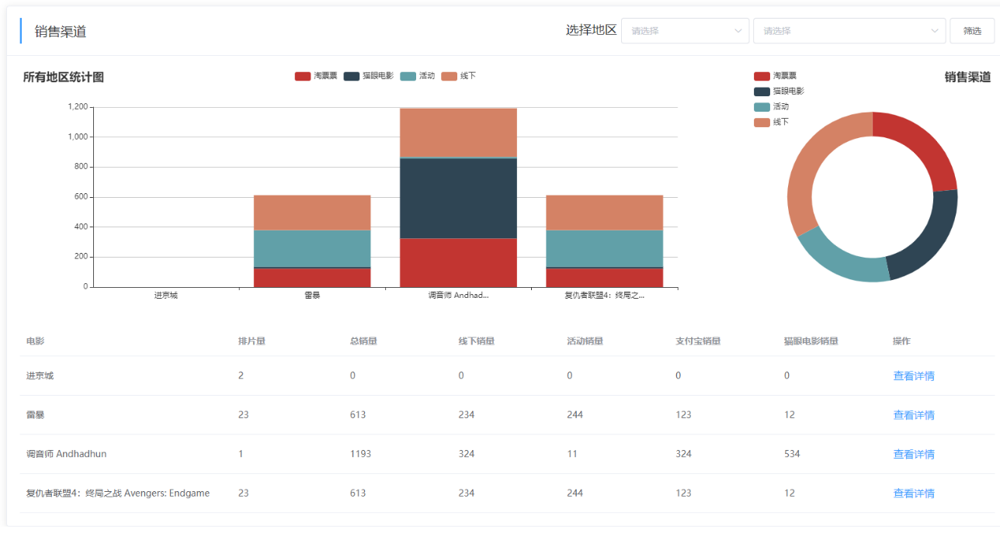 销售渠道 选择地区 请选择 请选择 筛选
所有地区统计图 淘票票 猫眼电影 活动 线下
淘票票
猫眼电影
活动
线下
销售渠道
1,200
1,000
800
600
400
200
0
进京城 雷暴 调音师 Andhad... 复仇者联盟4：终局之...
电影 排片量 总销量 线下销量 活动销量 支付宝销量 猫眼电影销量 操作
进京城 2 0 0 0 0 0 查看详情
雷暴 23 613 234 244 123 12 查看详情
调音师 Andhadhun 1 1193 324 11 324 534 查看详情
复仇者联盟4：终局之战 Avengers: Endgame 23 613 234 244 123 12 查看详情